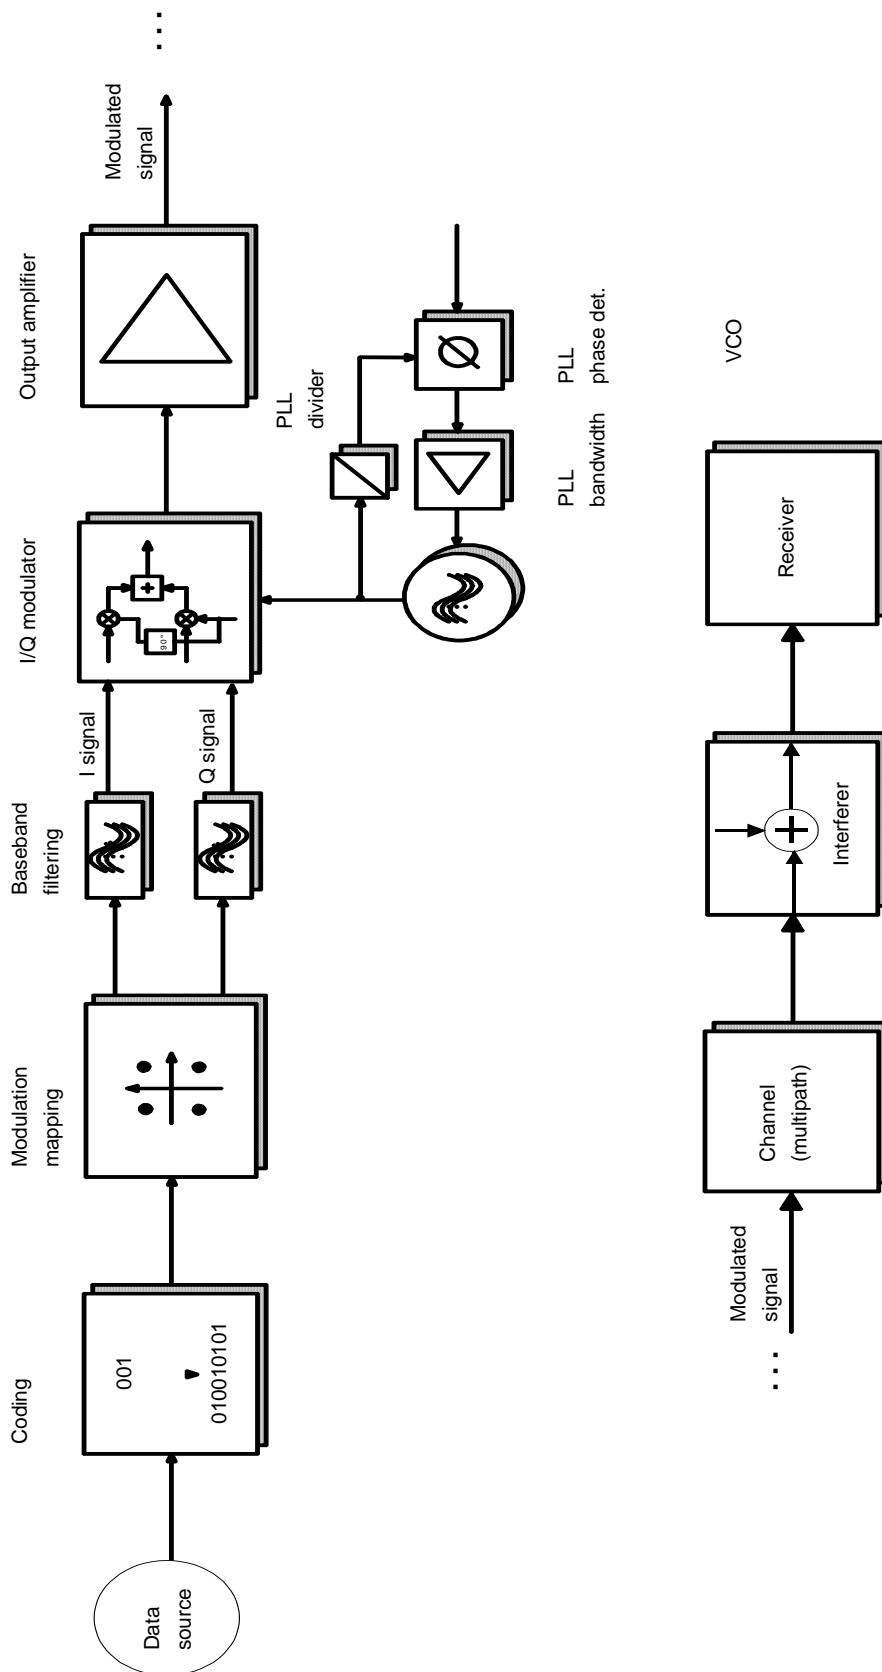 Coding
Modulation
mapping
Baseband
filtering
I/Q modulator
Output amplifier
Data
source
001
010010101
I signal
Q signal
90°
Modulated
signal
. . .
PLL
divider
PLL
bandwidth
PLL
phase det.
VCO
. . .
Modulated
signal
Channel
(multipath)
Interferer
Receiver